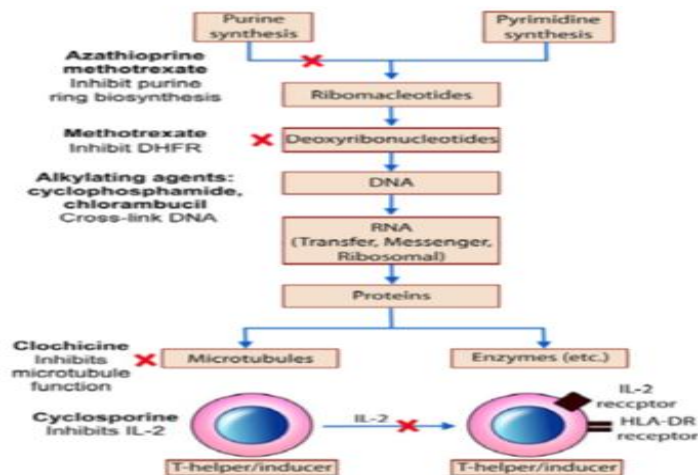 Purine
synthesis
Pyrimidine
synthesis
Azathioprine
methotrexate
Inhibit purine
ring biosynthesis
Ribomacleotides
Methotrexate
Inhibit DHFR
Deoxyribonucleotides
Alkylating agents:
cyclophosphamide,
chlorambucil
Cross-link DNA
DNA
RNA
(Transfer, Messenger,
Ribosomal)
Proteins
Clochicine
Inhibits
microtubule
function
Microtubules
Enzymes (etc.)
Cyclosporine
Inhibits IL-2
IL-2
IL-2
reccptor
HLA-DR
receptor
T-helper/inducer
T-helper/inducer